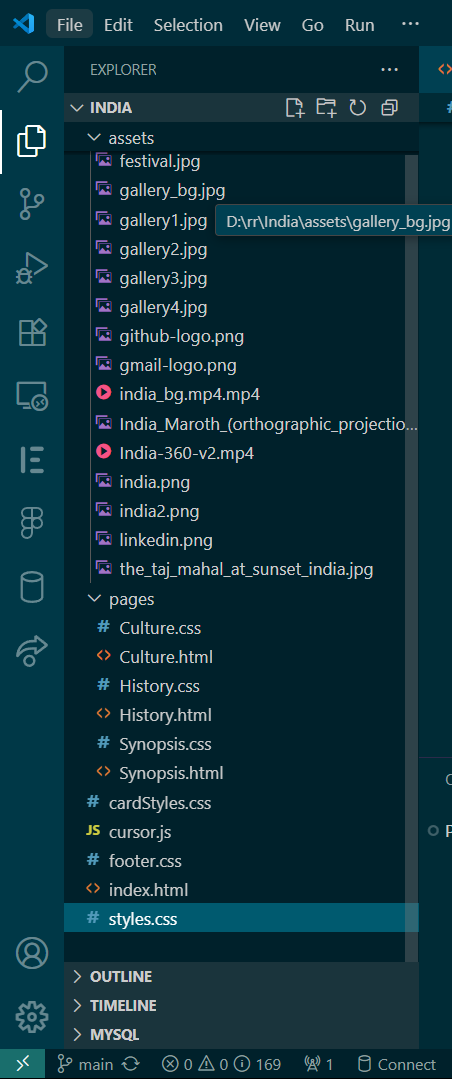 File Edit Selection View Go Run ...
EXPLORER ...
INDIA
assets
festival.jpg
gallery_bg.jpg
gallery1.jpg
D:\rr\India\assets\gallery_bg.jpg
gallery2.jpg
gallery3.jpg
gallery4.jpg
github-logo.png
gmail-logo.png
india_bg.mp4.mp4
India_Maroth_(orthographic_projectio...
India-360-v2.mp4
india.png
india2.png
linkedin.png
the_taj_mahal_at_sunset_india.jpg
pages
# Culture.css
<> Culture.html
# History.css
<> History.html
# Synopsis.css
<> Synopsis.html
# cardStyles.css
JS cursor.js
# footer.css
<> index.html
# styles.css
OUTLINE
TIMELINE
MYSQL
main 0 0 169 1 Connect